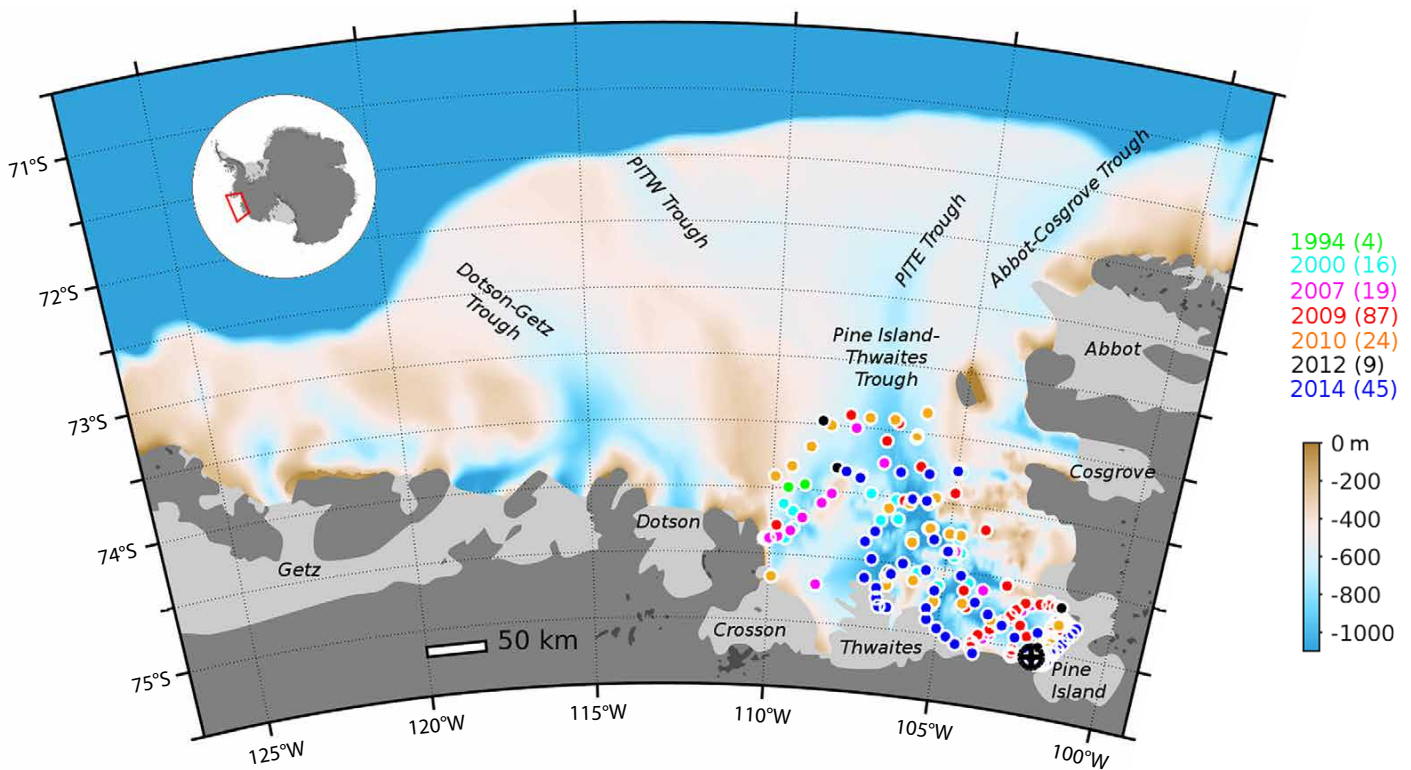 71°S
72°S
73°S
74°S
75°S
PITW Trough
PITE Trough
Abbot-Cosgrove Trough
Dotson-Getz
Trough
Pine Island-
Thwaites
Trough
Abbot
Cosgrove
Dotson
Getz
Crosson
Thwaites
Pine
Island
50 km
125°W
120°W
115°W
110°W
105°W
100°W
1994 (4)
2000 (16)
2007 (19)
2009 (87)
2010 (24)
2012 (9)
2014 (45)
0 m
-200
-400
-600
-800
-1000